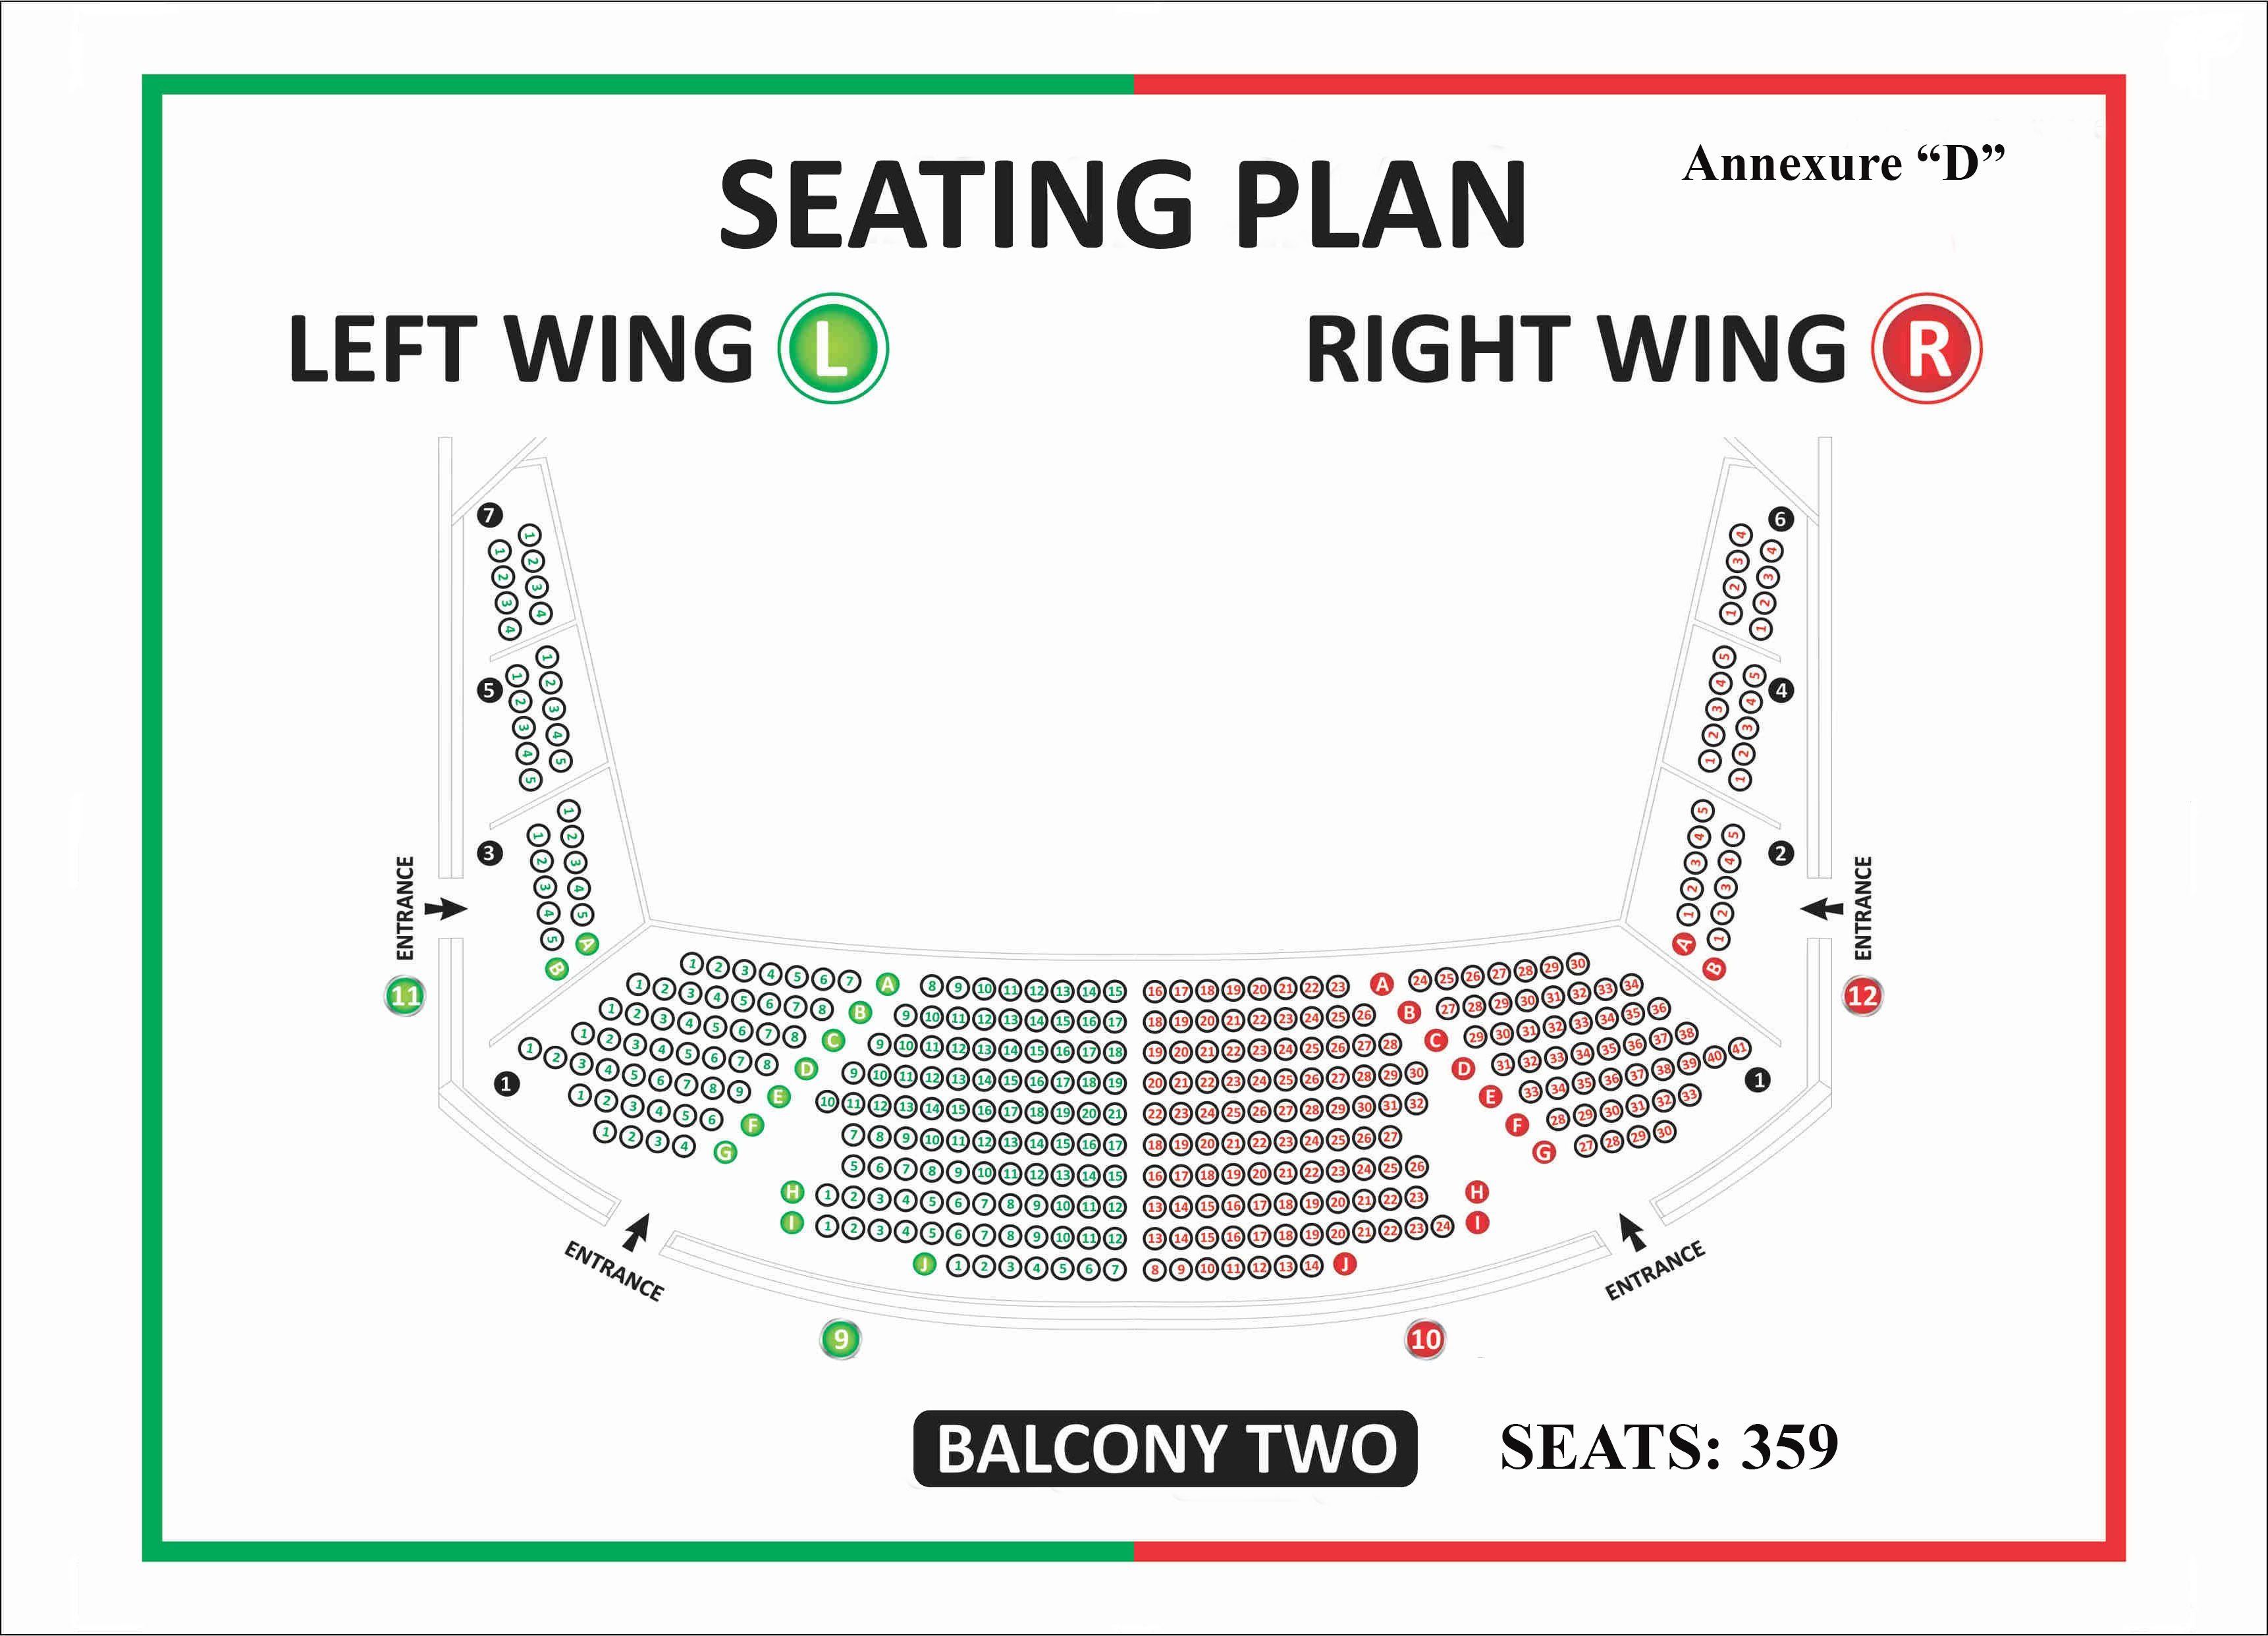 Annexure “D”
SEATING PLAN
LEFT WING L
RIGHT WING R
7
1 2 3 4
1 2 3 4
5
1 2 3 4 5
1 2 3 4 5
3
1 2 3 4 5 A
1 2 3 4 5 B
6
4 3 2 1
4 3 2 1
4
5 4 3 2 1
5 4 3 2 1
2
5 4 3 2 1 A
5 4 3 2 1 B
ENTRANCE
11
ENTRANCE
12
1 2 3 4 5 6 7 A 8 9 10 11 12 13 14 15 16 17 18 19 20 21 22 23 A 24 25 26 27 28 29 30
1 2 3 4 5 6 7 8 B 9 10 11 12 13 14 15 16 17 18 19 20 21 22 23 24 25 26 B 27 28 29 30 31 32 33 34
1 2 3 4 5 6 7 8 C 9 10 11 12 13 14 15 16 17 18 19 20 21 22 23 24 25 26 27 28 C 29 30 31 32 33 34 35 36
1 2 3 4 5 6 7 8 D 9 10 11 12 13 14 15 16 17 18 19 20 21 22 23 24 25 26 27 28 29 30 D 31 32 33 34 35 36 37 38
1 2 3 4 5 6 7 8 9 E 10 11 12 13 14 15 16 17 18 19 20 21 22 23 24 25 26 27 28 29 30 31 32 E 33 34 35 36 37 38 39 40 41
1
1
1 2 3 4 5 6 F 7 8 9 10 11 12 13 14 15 16 17 18 19 20 21 22 23 24 25 26 27 F 28 29 30 31 32 33
1 2 3 4 G 5 6 7 8 9 10 11 12 13 14 15 16 17 18 19 20 21 22 23 24 25 26 G 27 28 29 30
H 1 2 3 4 5 6 7 8 9 10 11 12 13 14 15 16 17 18 19 20 21 22 23 H
I 1 2 3 4 5 6 7 8 9 10 11 12 13 14 15 16 17 18 19 20 21 22 23 24 I
J 1 2 3 4 5 6 7 8 9 10 11 12 13 14 J
ENTRANCE
ENTRANCE
9
10
BALCONY TWO
SEATS: 359